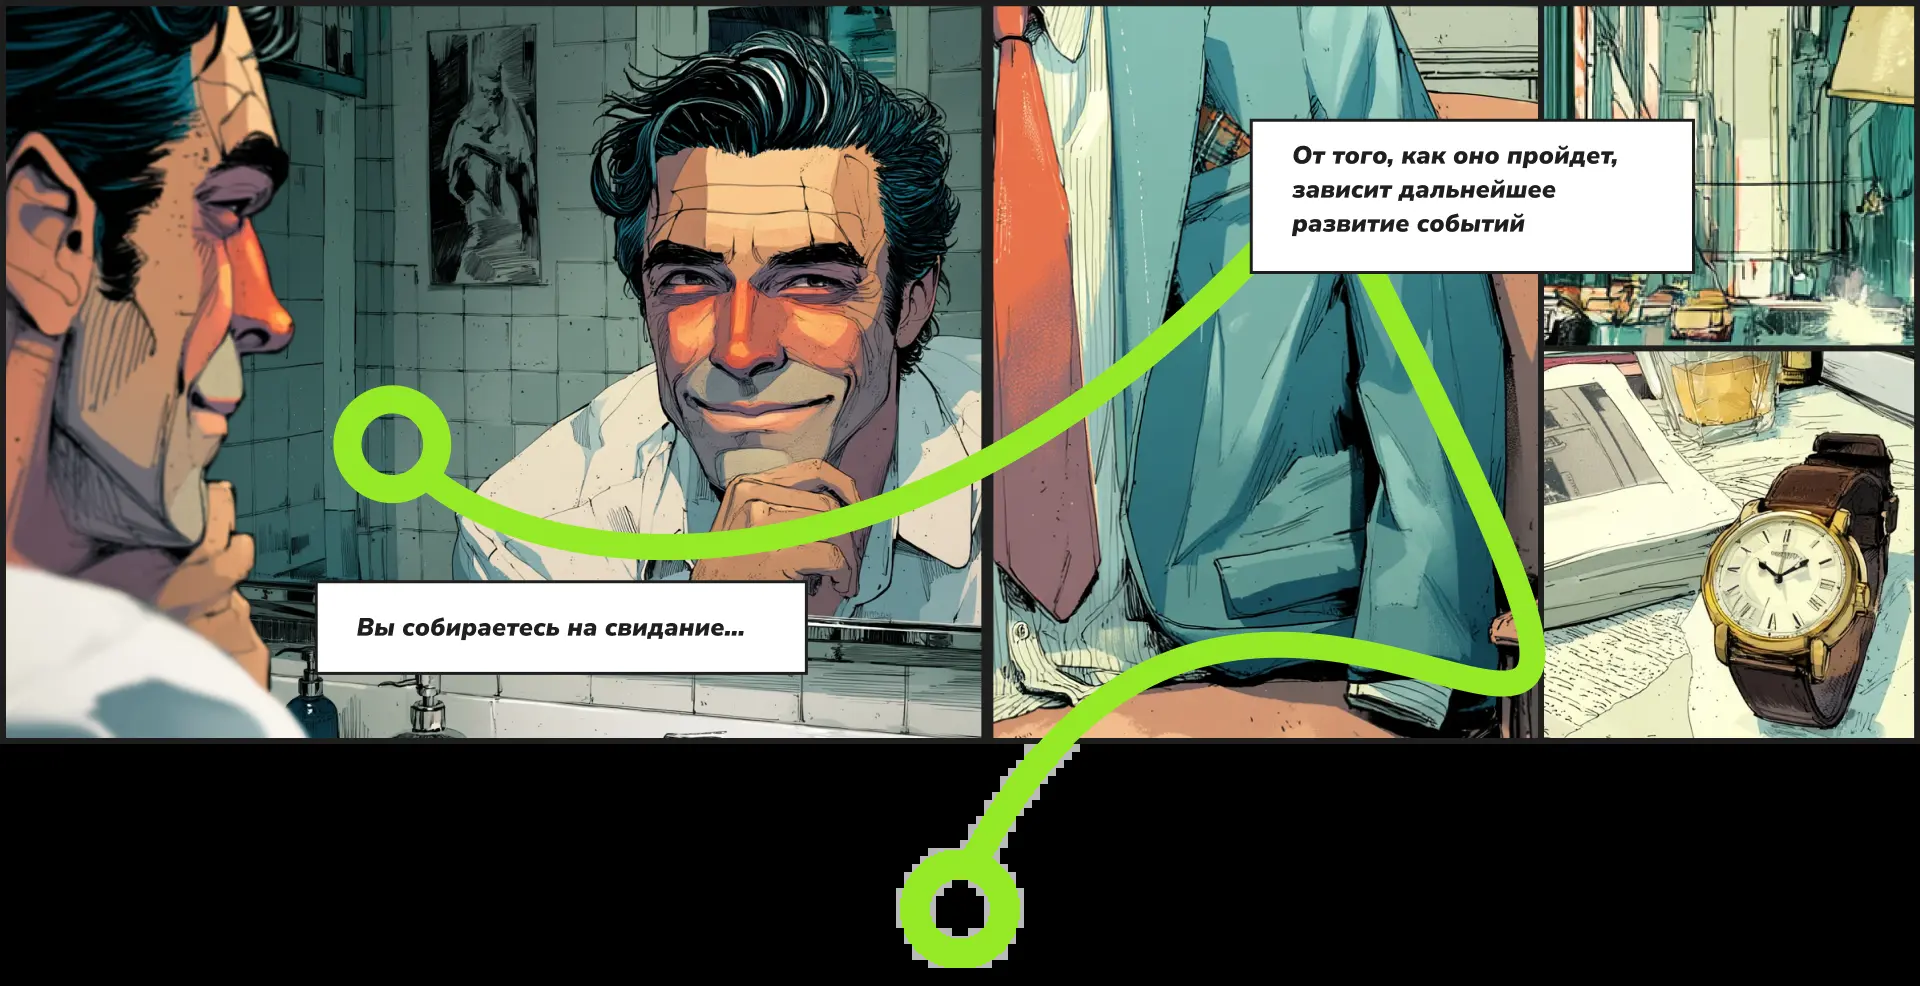 Вы собираетесь на свидание...
От того, как оно пройдет,
зависит дальнейшее
развитие событий